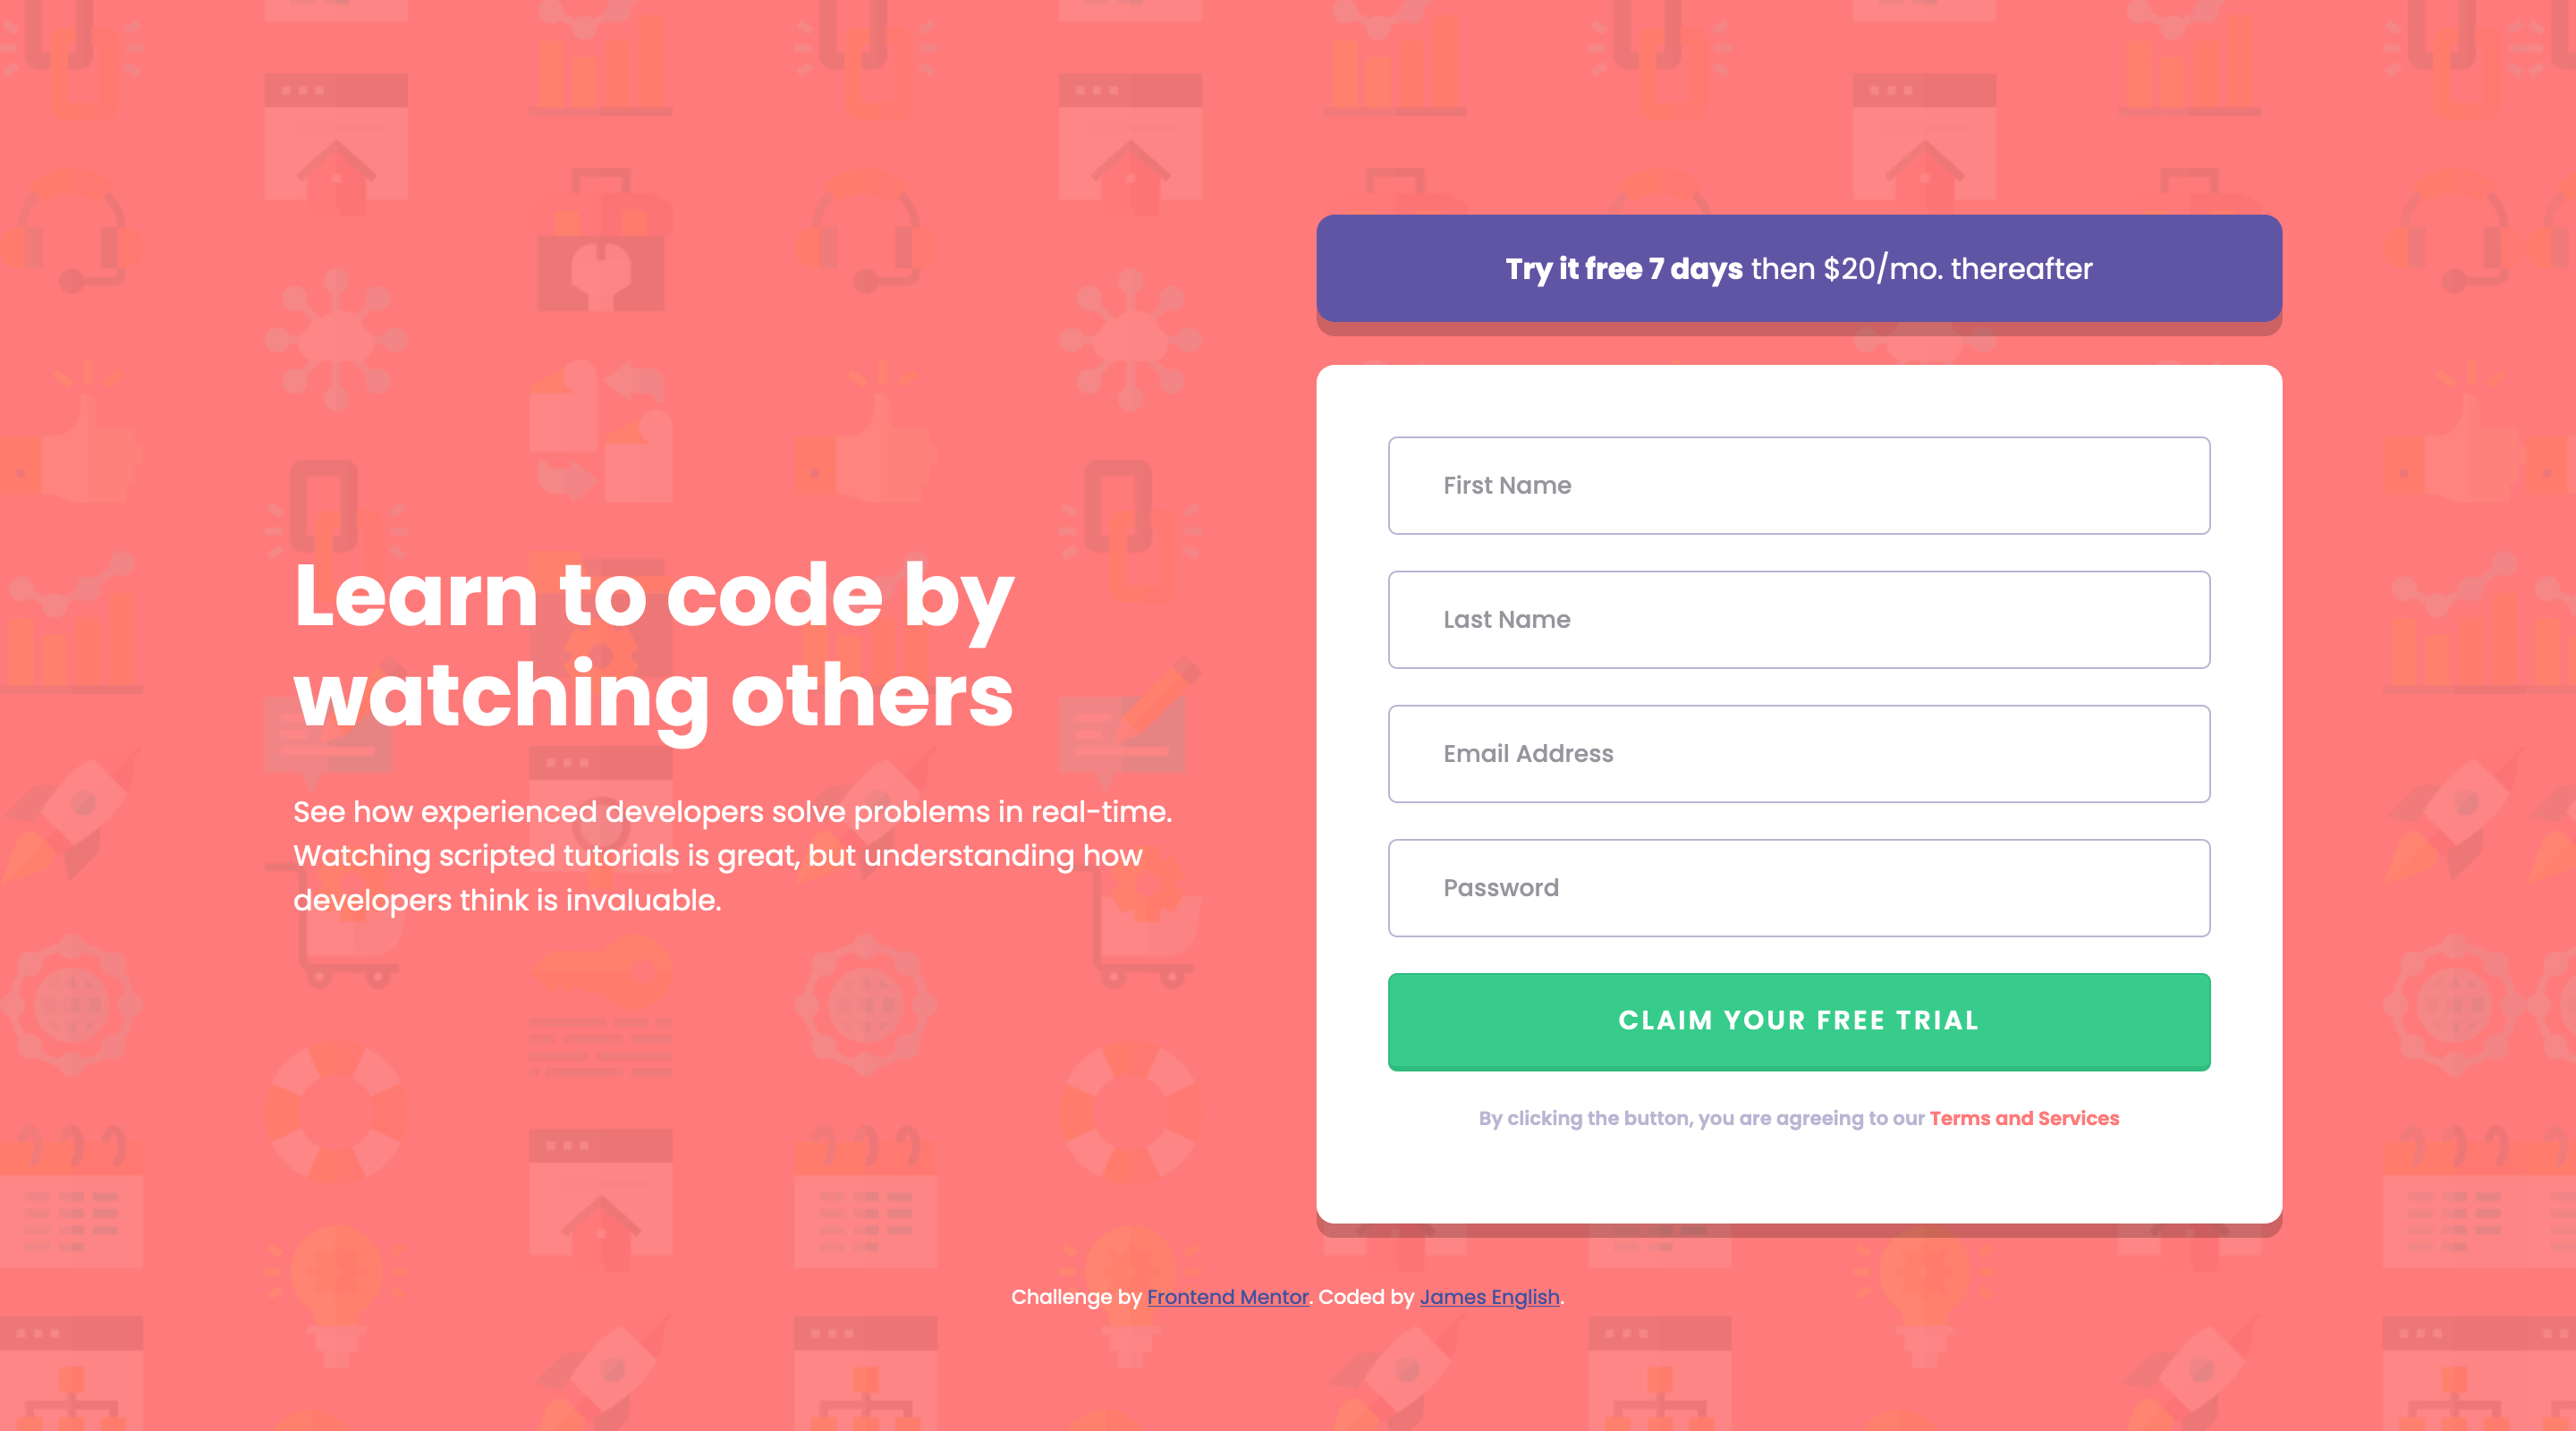 Learn to code by
watching others
See how experienced developers solve problems in real-time.
Watching scripted tutorials is great, but understanding how
developers think is invaluable.
Try it free 7 days then $20/mo. thereafter
First Name
Last Name
Email Address
Password
CLAIM YOUR FREE TRIAL
By clicking the button, you are agreeing to our Terms and Services
Challenge by Frontend Mentor. Coded by James English.